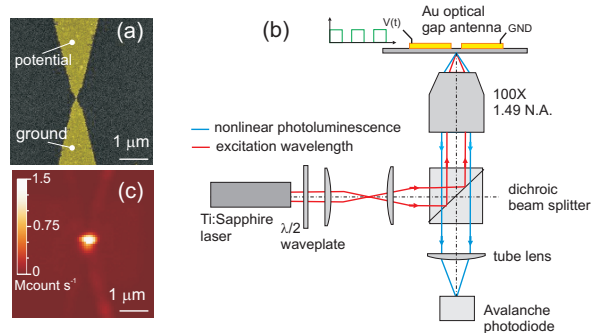 (a)
potential
ground
1 μm
(b)
V(t)
Au optical
gap antenna
GND
100X
1.49 N.A.
nonlinear photoluminescence
excitation wavelength
Ti:Sapphire
laser
λ/2
waveplate
dichroic
beam splitter
tube lens
Avalanche
photodiode
(c)
1.5
0.75
0
Mcount s⁻¹
1 μm